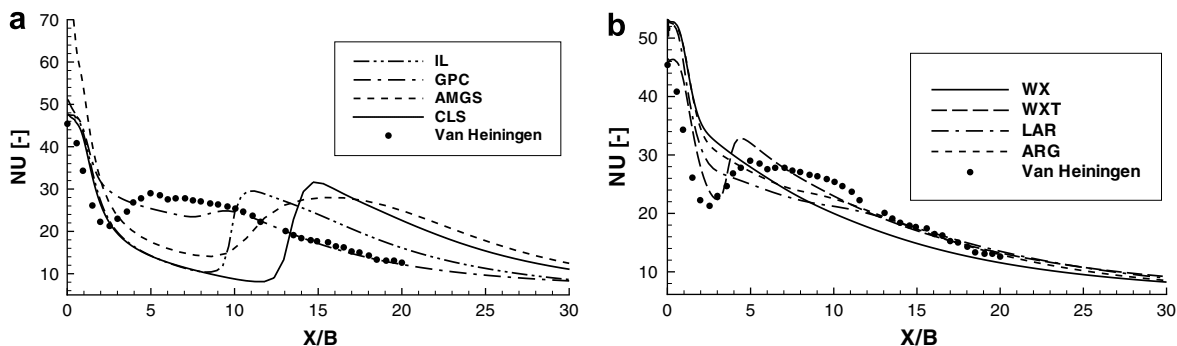 a
NU [-]
70
60
50
40
30
20
10
0
5
10
15
20
25
30
X/B
IL
GPC
AMGS
CLS
Van Heiningen
b
NU [-]
50
40
30
20
10
0
5
10
15
20
25
30
X/B
WX
WXT
LAR
ARG
Van Heiningen